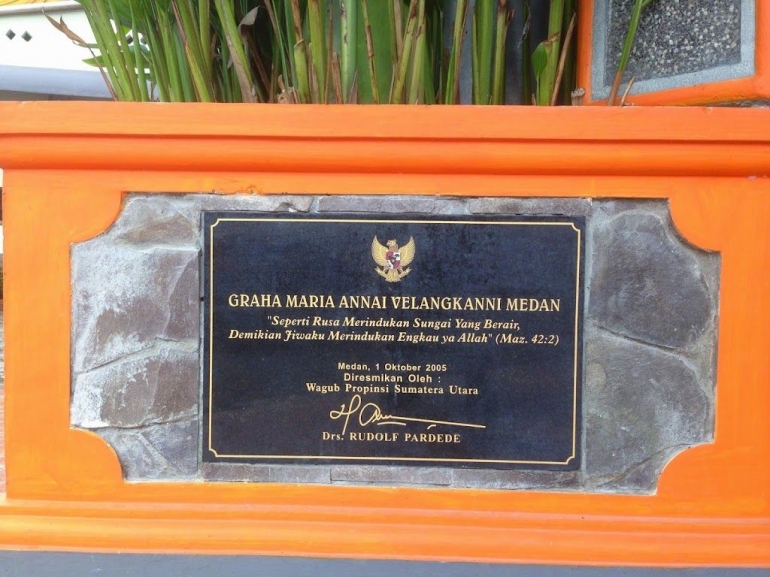 GRAHA MARIA ANNAI VELANGKANNI MEDAN
"Seperti Rusa Merindukan Sungai Yang Berair,
Demikian Jiwaku Merindukan Engkau ya Allah" (Maz. 42:2)
Medan, 1 Oktober 2005
Diresmikan Oleh :
Wagub Propinsi Sumatera Utara
Drs. RUDOLF PARDEDE